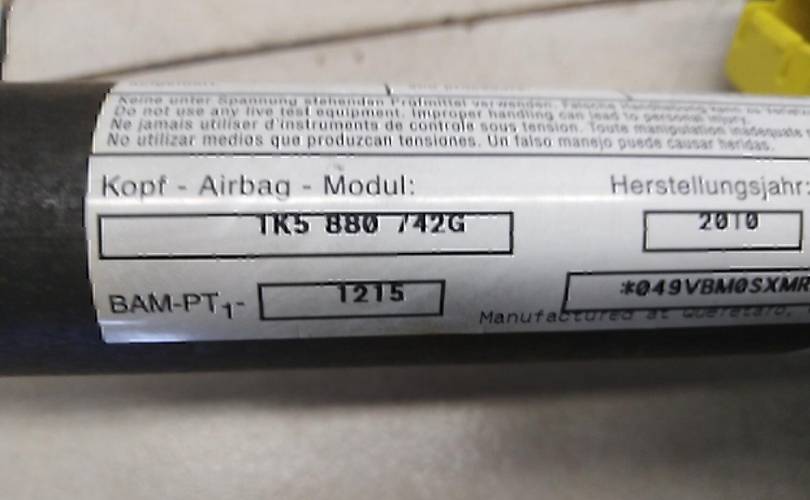 Keine unter Spannung stehenden Prüfmittel verwenden. Falsche Handhabung kann zu
Do not use any live test equipment. Improper handling can lead to personal injury.
Ne jamais utiliser d'instruments de contrôle sous tension. Toute manipulation inadéquate
No utilizar medios que produzcan tensiones. Un falso manejo puede causar heridas.
Kopf - Airbag - Modul: Herstellungsjahr:
1K5 880 742G 2010
BAM-PT1- 1215 *049VBM0SXMR
Manufactured at Queretaro,